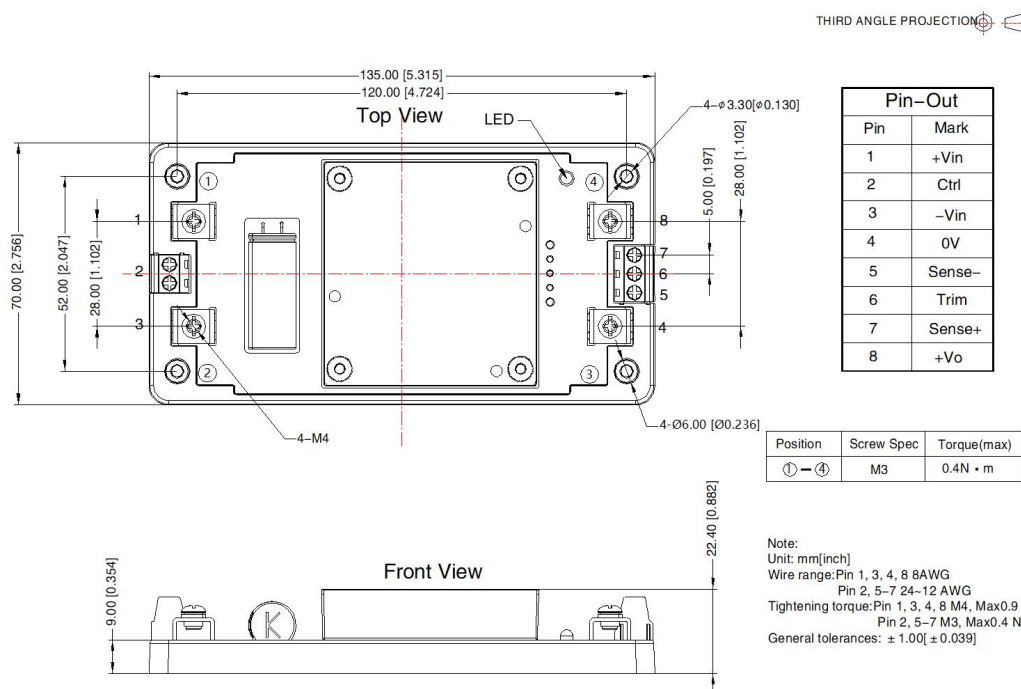 THIRD ANGLE PROJECTION
135.00 [5.315]
120.00 [4.724]
Top View
LED
4-ϕ3.30[ϕ0.130]
70.00 [2.756]
52.00 [2.047]
28.00 [1.102]
5.00 [0.197]
28.00 [1.102]
① ④
1 8
7
2 6
5
3 4
② ③
4-M4
4-Ø6.00 [Ø0.236]
Pin-Out
Pin Mark
1 +Vin
2 Ctrl
3 -Vin
4 0V
5 Sense-
6 Trim
7 Sense+
8 +Vo
Position Screw Spec Torque(max)
①-④ M3 0.4N·m
Front View
9.00 [0.354]
22.40 [0.882]
K
Note:
Unit: mm[inch]
Wire range:Pin 1, 3, 4, 8 8AWG
Pin 2, 5-7 24~12 AWG
Tightening torque:Pin 1, 3, 4, 8 M4, Max0.9
Pin 2, 5-7 M3, Max0.4 N
General tolerances: ±1.00[±0.039]